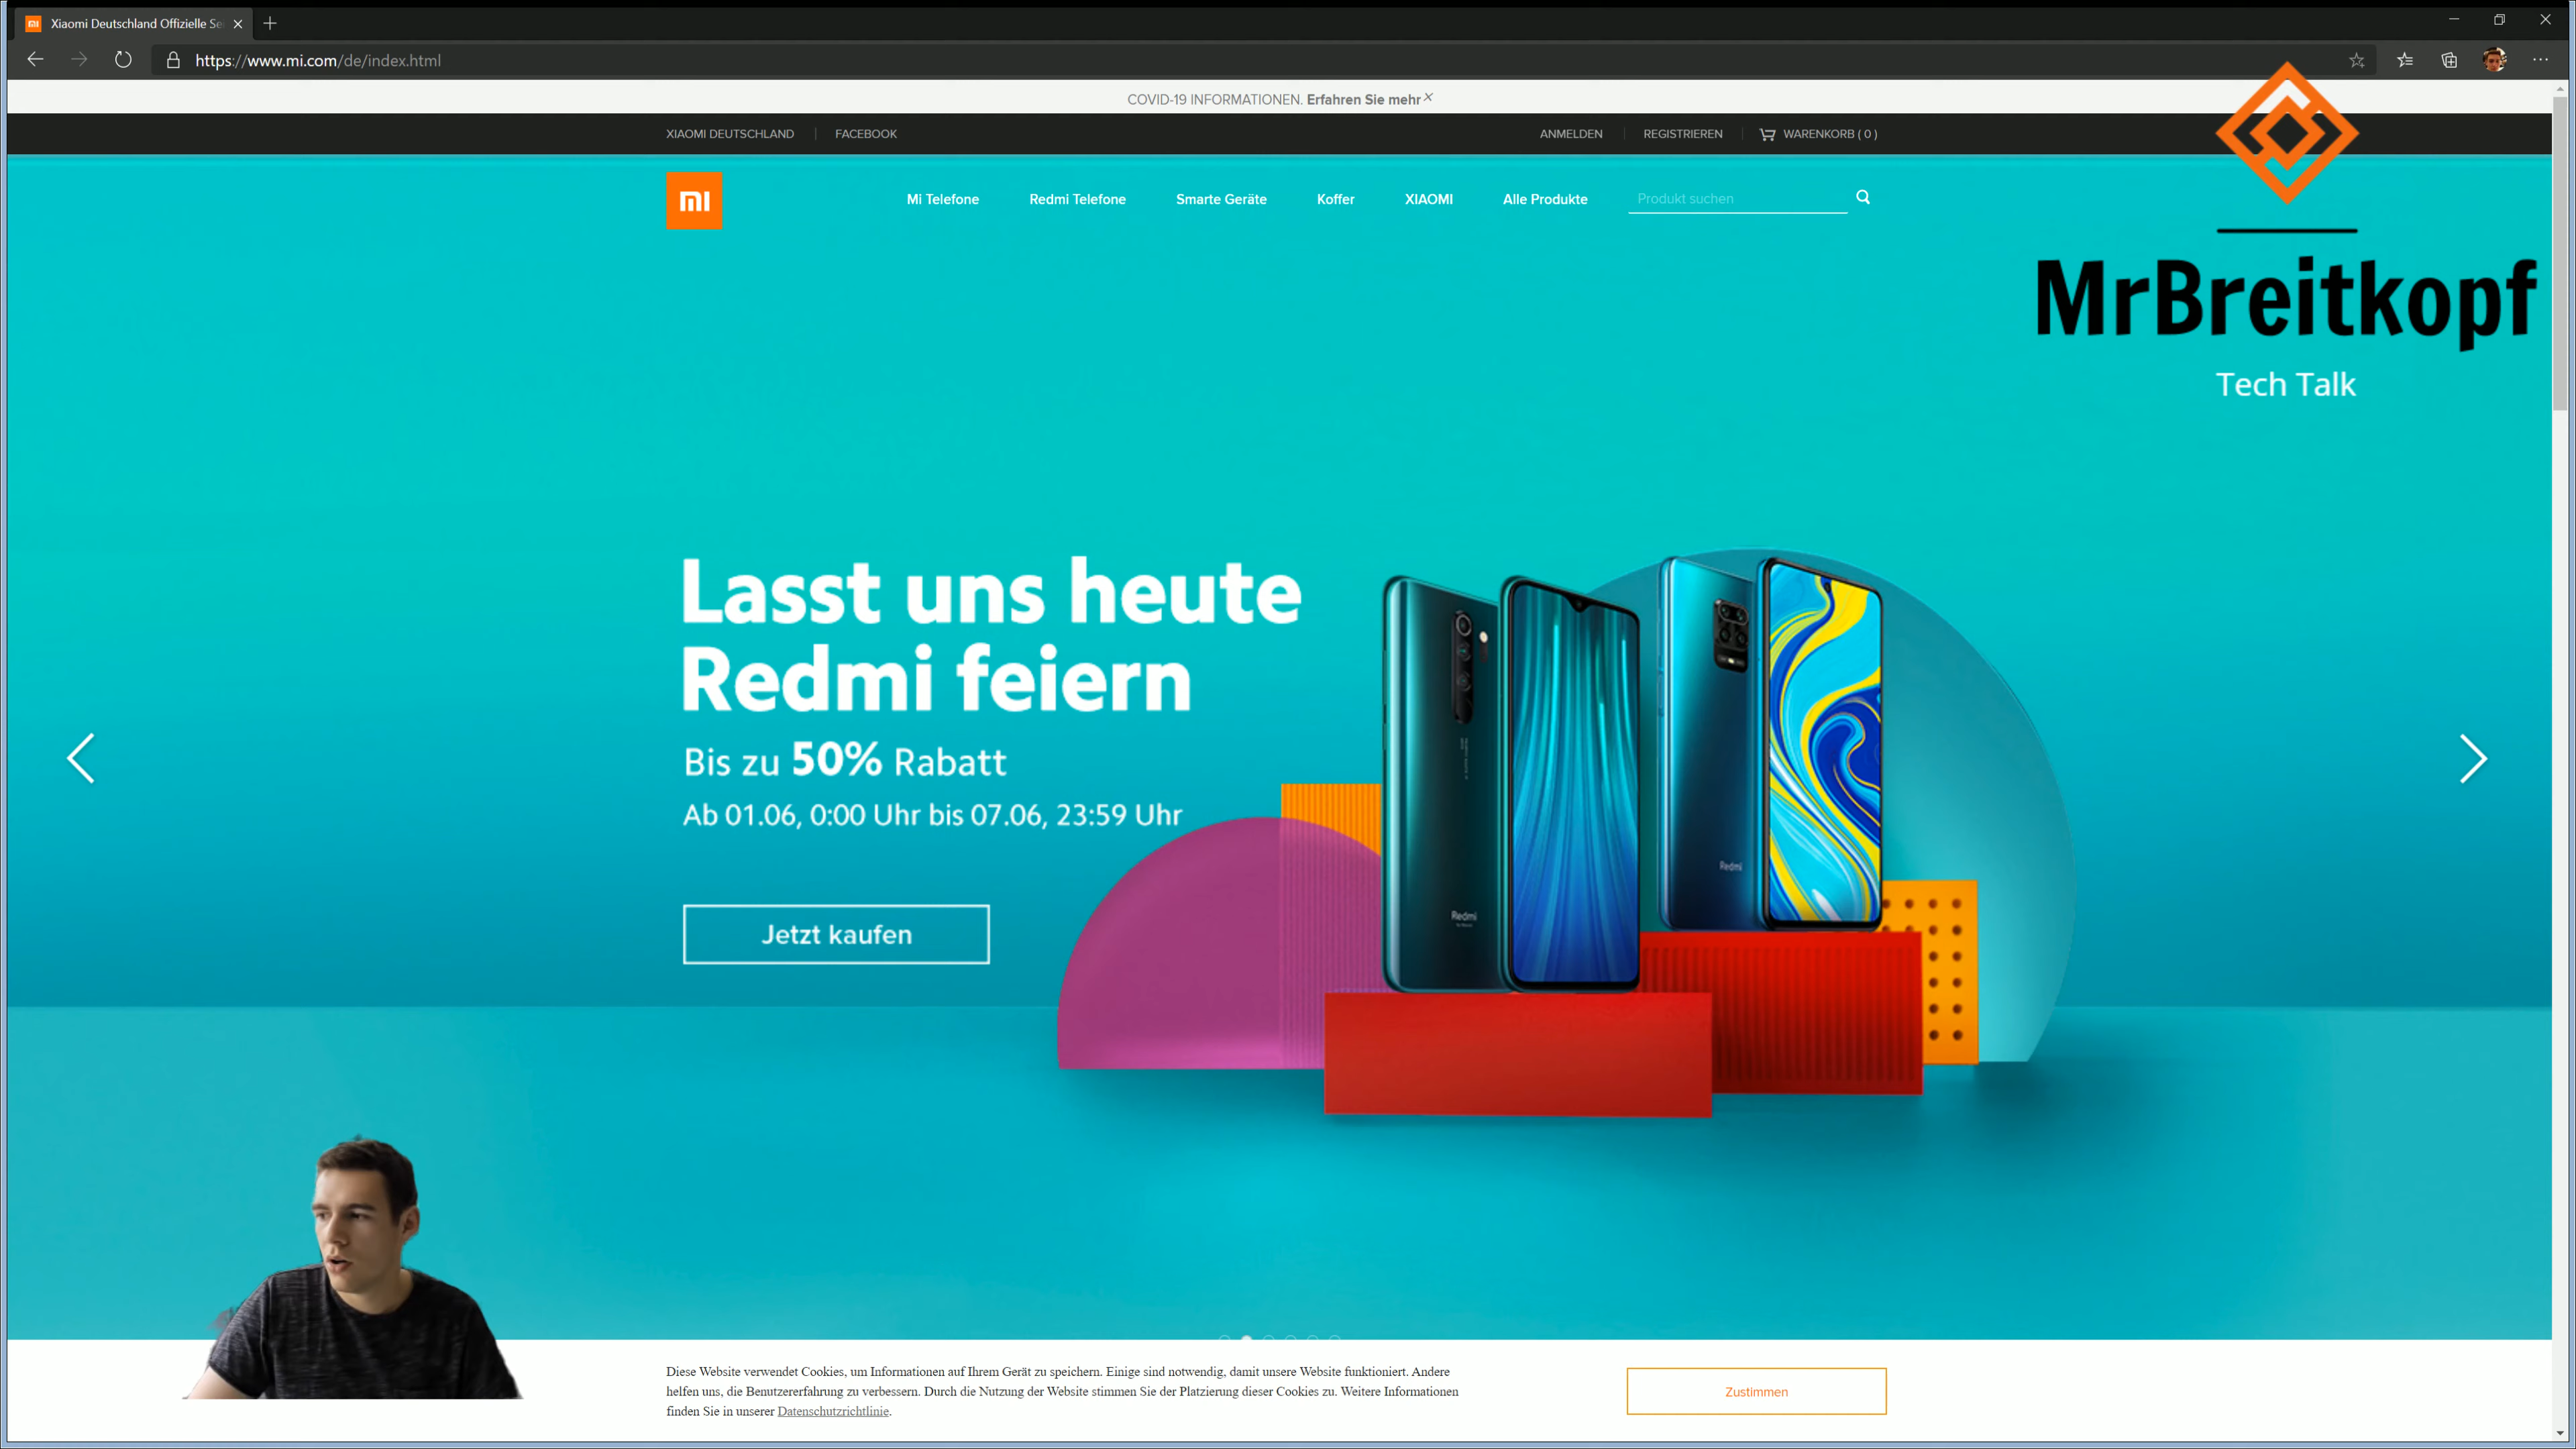 Xiaomi Deutschland Offizielle Se
https://www.mi.com/de/index.html
COVID-19 INFORMATIONEN. Erfahren Sie mehr
XIAOMI DEUTSCHLAND FACEBOOK ANMELDEN REGISTRIEREN WARENKORB ( 0 )
Mi Telefone Redmi Telefone Smarte Geräte Koffer XIAOMI Alle Produkte Produkt suchen
MrBreitkopf
Tech Talk
Lasst uns heute
Redmi feiern
Bis zu 50% Rabatt
Ab 01.06, 0:00 Uhr bis 07.06, 23:59 Uhr
Jetzt kaufen
Redmi
Redmi
Diese Website verwendet Cookies, um Informationen auf Ihrem Gerät zu speichern. Einige sind notwendig, damit unsere Website funktioniert. Andere
helfen uns, die Benutzererfahrung zu verbessern. Durch die Nutzung der Website stimmen Sie der Platzierung dieser Cookies zu. Weitere Informationen
finden Sie in unserer Datenschutzrichtlinie.
Zustimmen